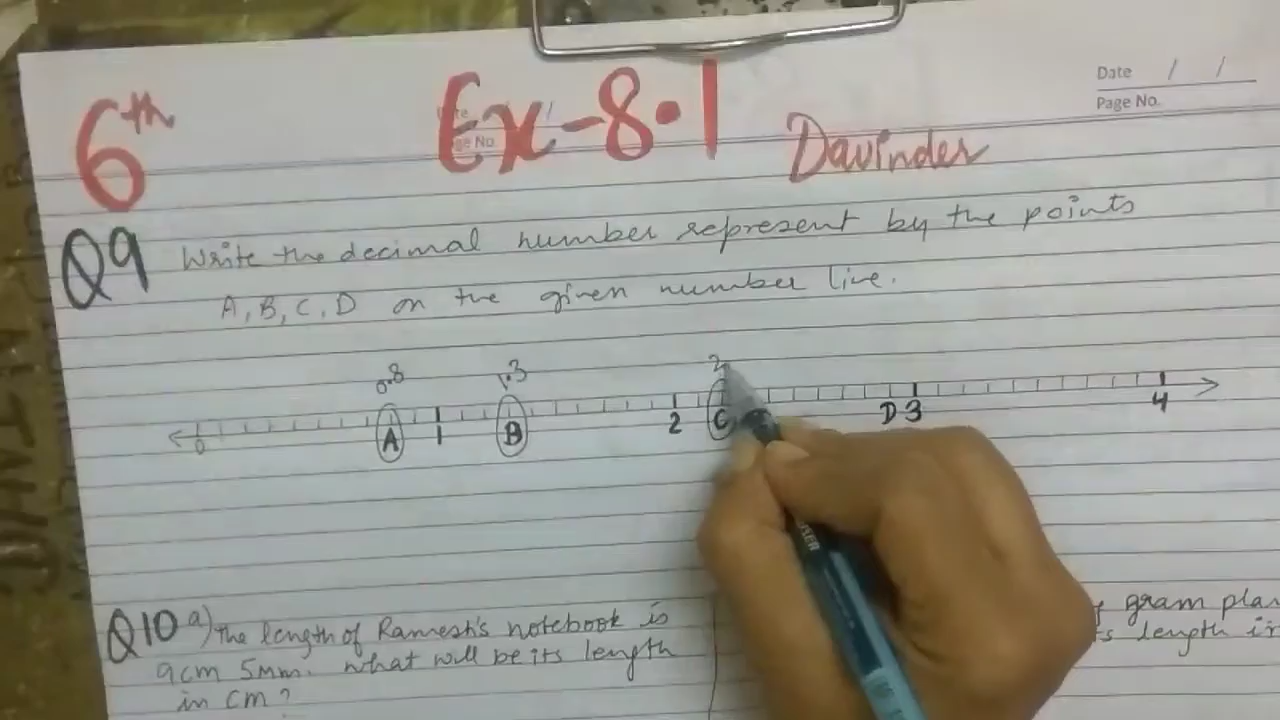 Date / /
Page No.
6th Ex-8.1 Davinder
Q9 Write the decimal number represent by the points
A, B, C, D on the given number line.
0.8 1.3 2
0 A 1 B 2 C D 3 4
Q10 a) the length of Ramesh's notebook is
9cm 5mm. what will be its length
in cm?
gram plan
length in